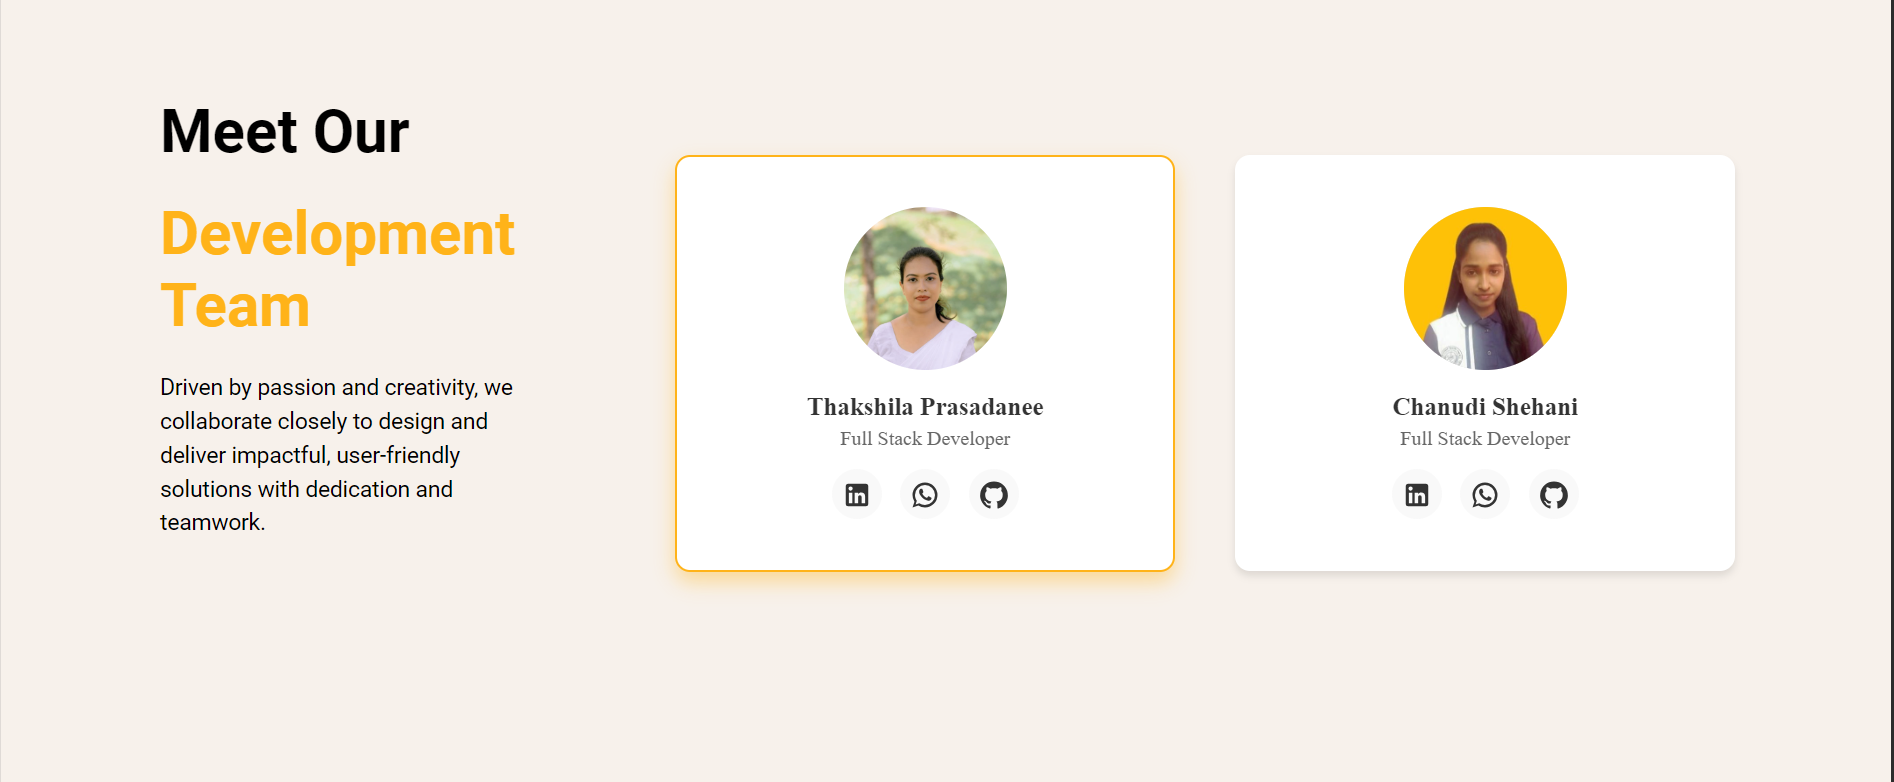 Meet Our
Development
Team
Driven by passion and creativity, we
collaborate closely to design and
deliver impactful, user-friendly
solutions with dedication and
teamwork.
Thakshila Prasadanee
Full Stack Developer
Chanudi Shehani
Full Stack Developer